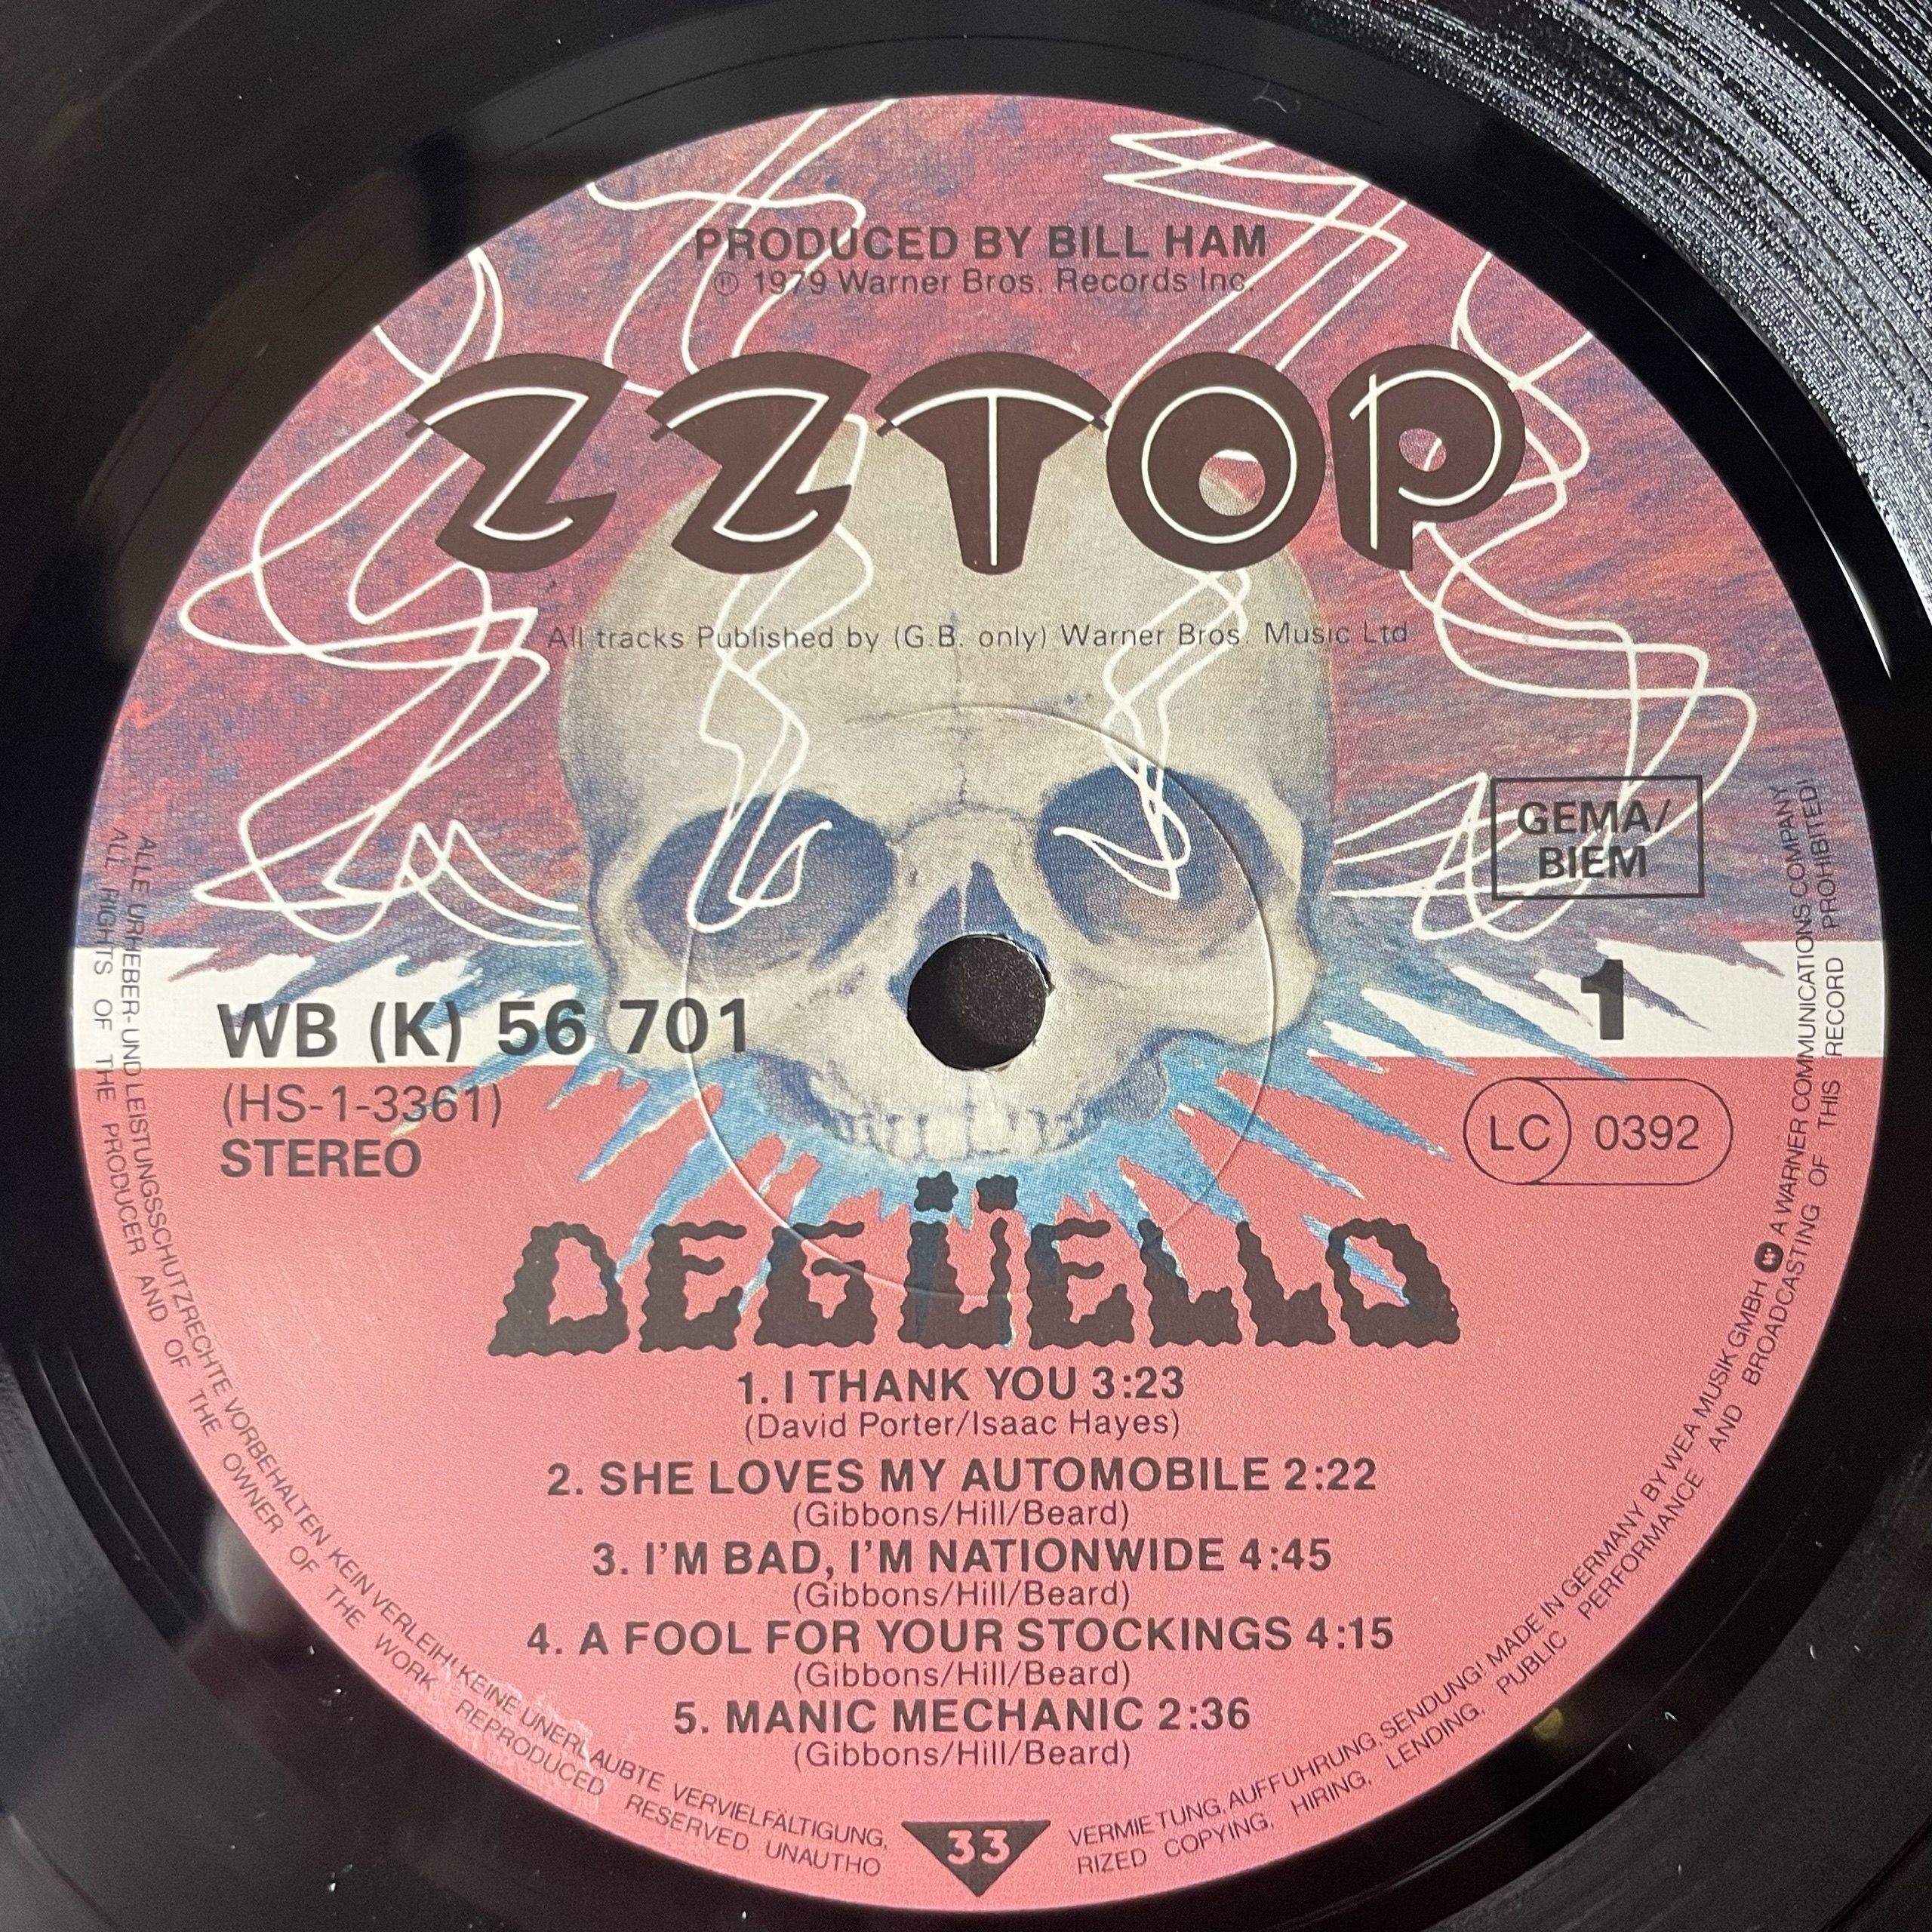 PRODUCED BY BILL HAM
℗ 1979 Warner Bros. Records Inc.
ZZ TOP
All tracks Published by (G.B. only) Warner Bros. Music Ltd
GEMA/
BIEM
WB (K) 56 701
1
(HS-1-3361)
STEREO
LC 0392
DEGÜELLO
1. I THANK YOU 3:23
(David Porter/Isaac Hayes)
2. SHE LOVES MY AUTOMOBILE 2:22
(Gibbons/Hill/Beard)
3. I'M BAD, I'M NATIONWIDE 4:45
(Gibbons/Hill/Beard)
4. A FOOL FOR YOUR STOCKINGS 4:15
(Gibbons/Hill/Beard)
5. MANIC MECHANIC 2:36
(Gibbons/Hill/Beard)
33
ALLE URHEBER-UND LEISTUNGSSCHUTZRECHTE VORBEHALTEN KEIN VERLEIH! KEINE UNERLAUBTE VERVIELFÄLTIGUNG, VERMIETUNG, AUFFÜHRUNG, SENDUNG! MADE IN GERMANY BY WEA MUSIK GMBH A WARNER COMMUNICATIONS COMPANY
ALL RIGHTS OF THE PRODUCER AND OF THE OWNER OF THE WORK REPRODUCED RESERVED. UNAUTHORIZED COPYING, HIRING, LENDING, PUBLIC PERFORMANCE AND BROADCASTING OF THIS RECORD PROHIBITED!